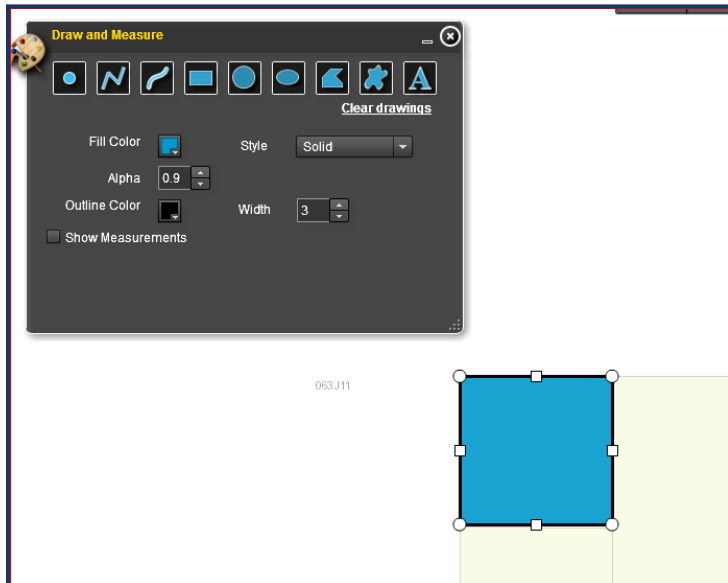 Draw and Measure
A
Clear drawings
Fill Color Style Solid
Alpha 0.9
Outline Color Width 3
Show Measurements
063J11